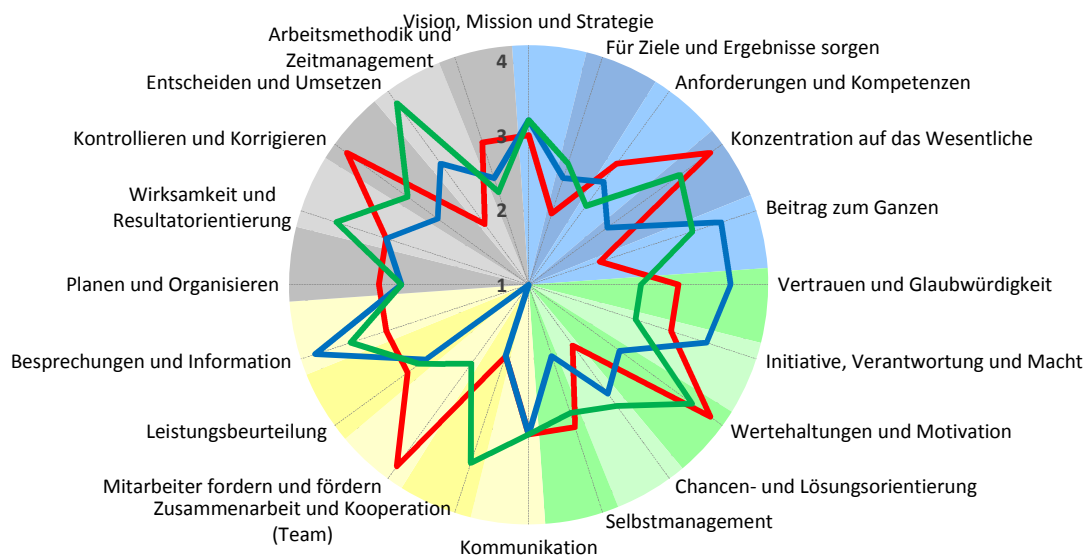 Vision, Mission und Strategie
Für Ziele und Ergebnisse sorgen
Anforderungen und Kompetenzen
Konzentration auf das Wesentliche
Beitrag zum Ganzen
Vertrauen und Glaubwürdigkeit
Initiative, Verantwortung und Macht
Wertehaltungen und Motivation
Chancen- und Lösungsorientierung
Selbstmanagement
Kommunikation
Zusammenarbeit und Kooperation
(Team)
Mitarbeiter fordern und fördern
Leistungsbeurteilung
Besprechungen und Information
Planen und Organisieren
Wirksamkeit und
Resultatorientierung
Kontrollieren und Korrigieren
Entscheiden und Umsetzen
Arbeitsmethodik und
Zeitmanagement
4
3
2
1